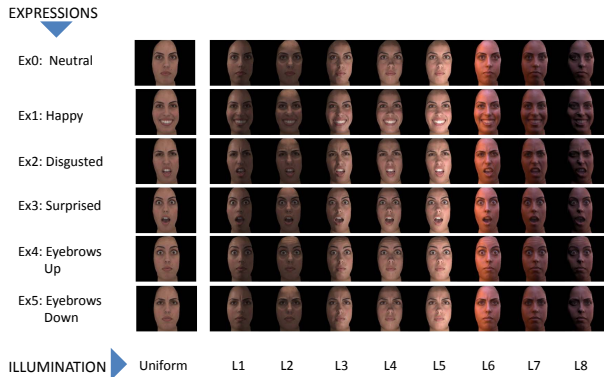 EXPRESSIONS
Ex0: Neutral
Ex1: Happy
Ex2: Disgusted
Ex3: Surprised
Ex4: Eyebrows
Up
Ex5: Eyebrows
Down
ILLUMINATION Uniform L1 L2 L3 L4 L5 L6 L7 L8